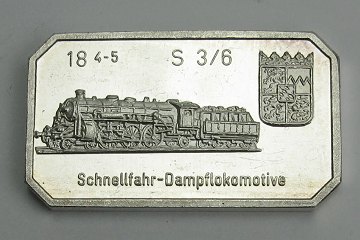 18 4-5 S 3/6
Schnellfahr-Dampflokomotive